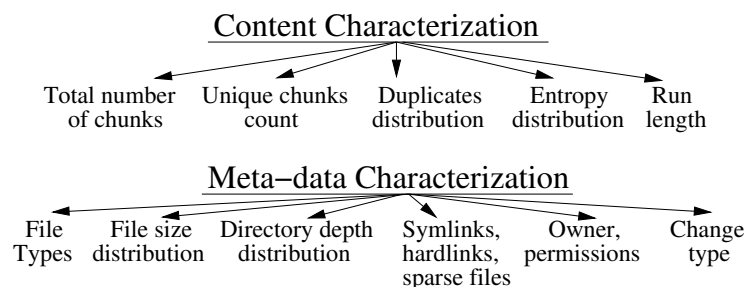 Content Characterization
Total number of chunks
Unique chunks count
Duplicates distribution
Entropy distribution
Run length
Meta−data Characterization
File Types
File size distribution
Directory depth distribution
Symlinks, hardlinks, sparse files
Owner, permissions
Change type